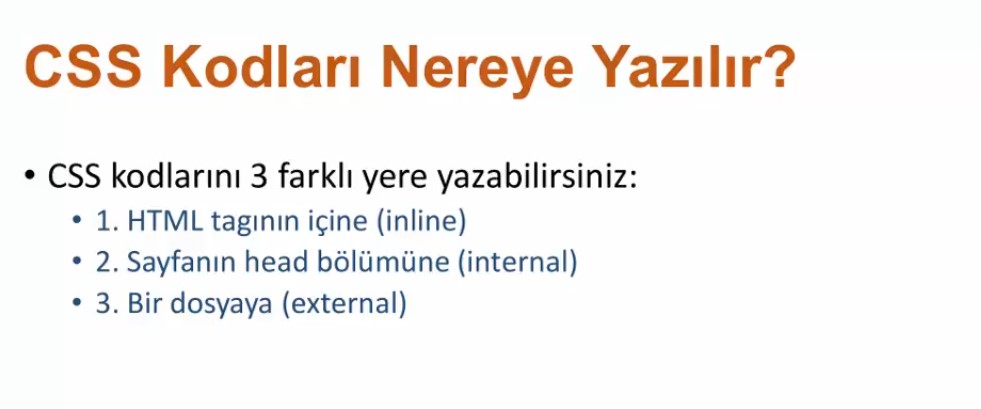 CSS Kodları Nereye Yazılır?
• CSS kodlarını 3 farklı yere yazabilirsiniz:
• 1. HTML tagının içine (inline)
• 2. Sayfanın head bölümüne (internal)
• 3. Bir dosyaya (external)